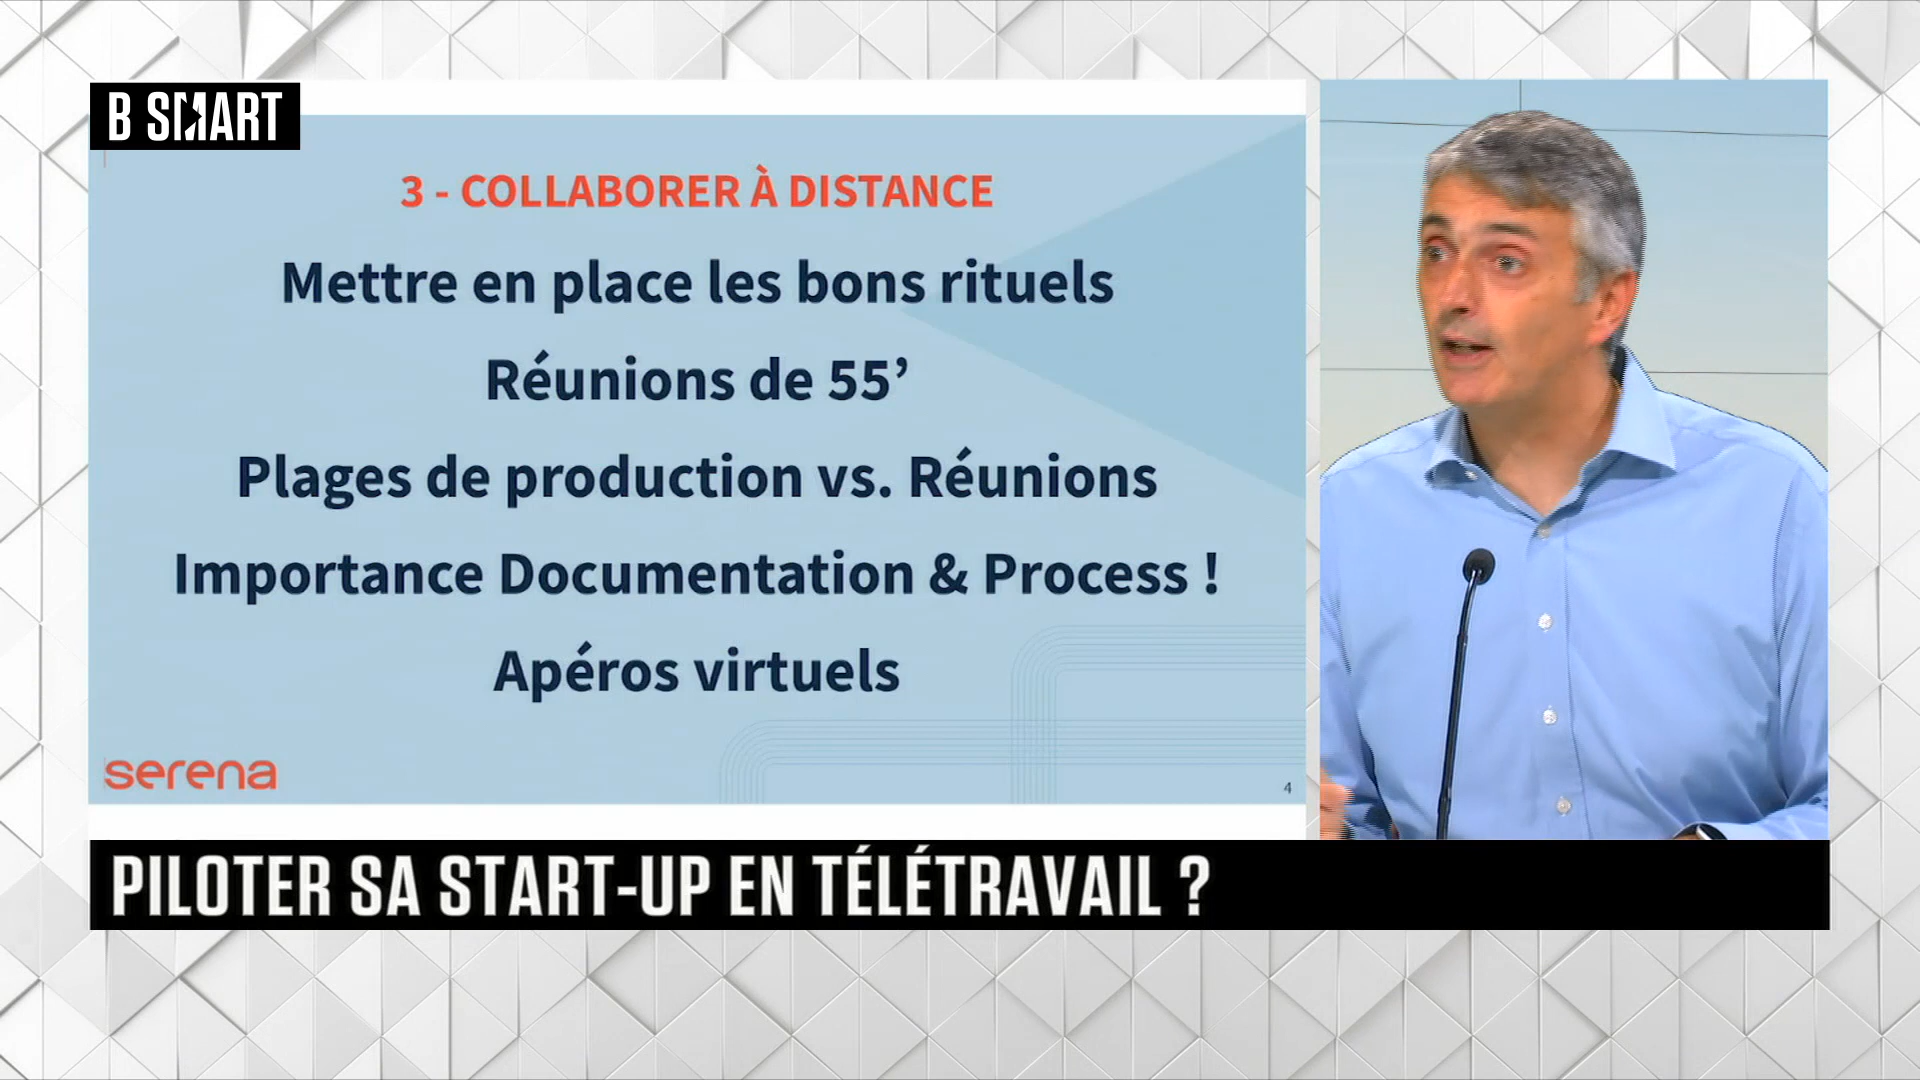 B SMART
3 - COLLABORER À DISTANCE
Mettre en place les bons rituels
Réunions de 55’
Plages de production vs. Réunions
Importance Documentation & Process !
Apéros virtuels
serena
4
PILOTER SA START-UP EN TÉLÉTRAVAIL ?